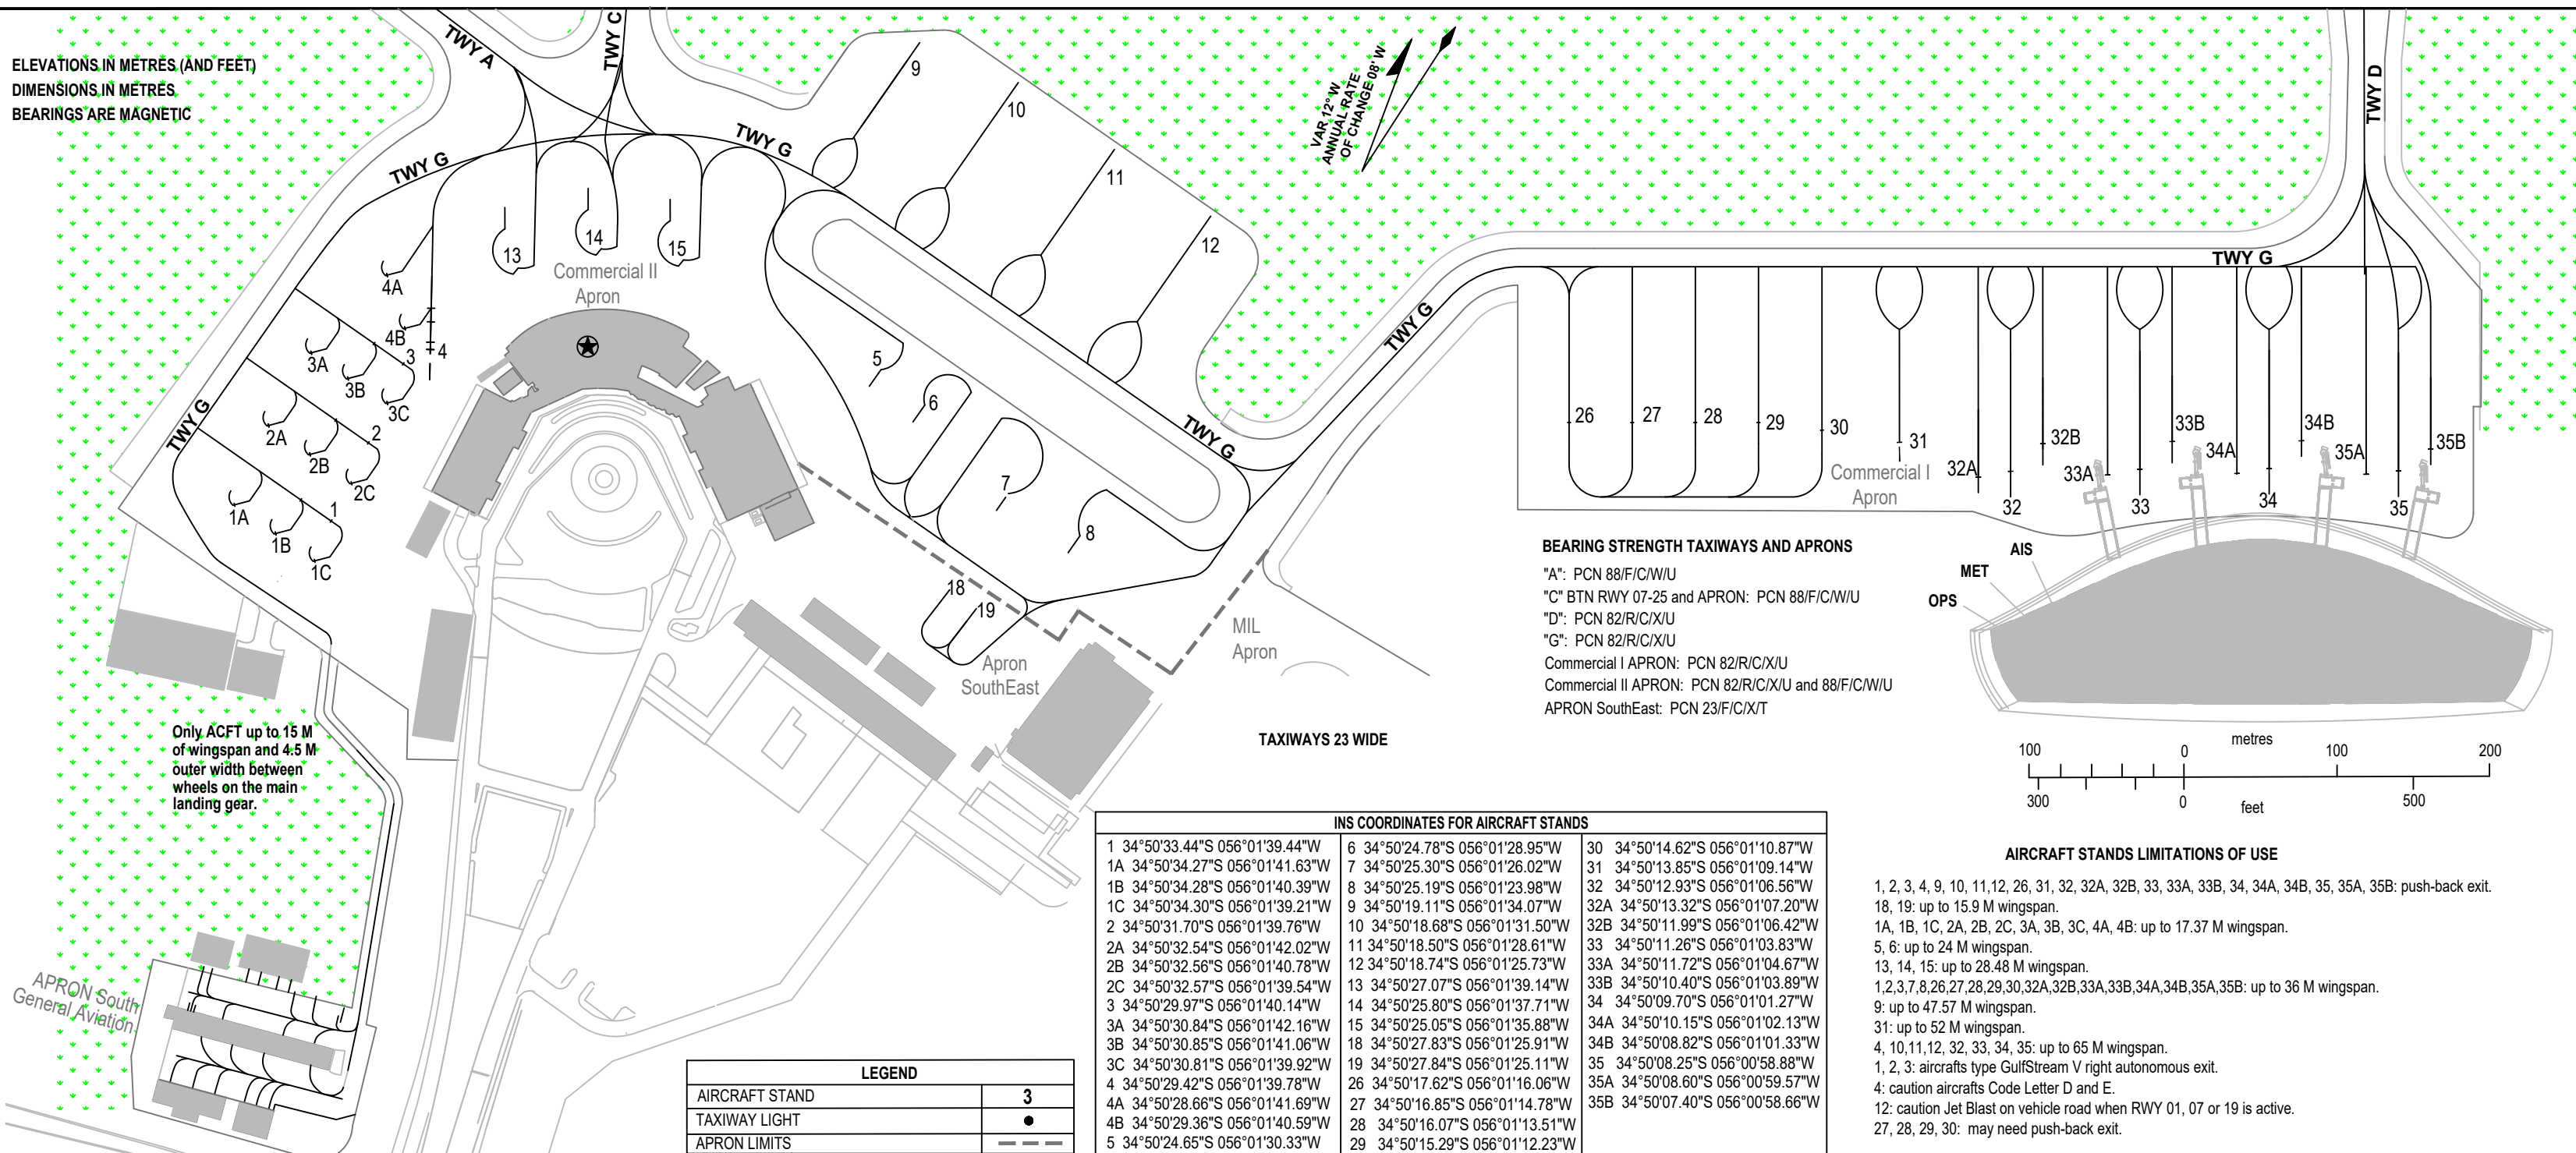 ELEVATIONS IN METRES (AND FEET)
DIMENSIONS IN METRES
BEARINGS ARE MAGNETIC
TWY A
TWY C
TWY G
TWY G
TWY G
TWY G
TWY G
TWY G
TWY D
VAR 12° W
ANNUAL RATE
OF CHANGE 08' W
9
10
11
12
13
14
15
Commercial II
Apron
4A
4B
4
3A
3B
3
3C
2A
2B
2
2C
1A
1B
1
1C
5
6
7
8
18
19
Apron
SouthEast
MIL
Apron
26
27
28
29
30
31
Commercial I
Apron
32A
32
32B
33A
33
33B
34A
34
34B
35A
35
35B
AIS
MET
OPS
BEARING STRENGTH TAXIWAYS AND APRONS
"A": PCN 88/F/C/W/U
"C" BTN RWY 07-25 and APRON: PCN 88/F/C/W/U
"D": PCN 82/R/C/X/U
"G": PCN 82/R/C/X/U
Commercial I APRON: PCN 82/R/C/X/U
Commercial II APRON: PCN 82/R/C/X/U and 88/F/C/W/U
APRON SouthEast: PCN 23/F/C/X/T
TAXIWAYS 23 WIDE
Only ACFT up to 15 M
of wingspan and 4.5 M
outer width between
wheels on the main
landing gear.
APRON South
General Aviation
metres
100 0 100 200
300 0 500
feet
LEGEND
AIRCRAFT STAND 3
TAXIWAY LIGHT
APRON LIMITS
INS COORDINATES FOR AIRCRAFT STANDS
1 34°50'33.44"S 056°01'39.44"W
1A 34°50'34.27"S 056°01'41.63"W
1B 34°50'34.28"S 056°01'40.39"W
1C 34°50'34.30"S 056°01'39.21"W
2 34°50'31.70"S 056°01'39.76"W
2A 34°50'32.54"S 056°01'42.02"W
2B 34°50'32.56"S 056°01'40.78"W
2C 34°50'32.57"S 056°01'39.54"W
3 34°50'29.97"S 056°01'40.14"W
3A 34°50'30.84"S 056°01'42.16"W
3B 34°50'30.85"S 056°01'41.06"W
3C 34°50'30.81"S 056°01'39.92"W
4 34°50'29.42"S 056°01'39.78"W
4A 34°50'28.66"S 056°01'41.69"W
4B 34°50'29.36"S 056°01'40.59"W
5 34°50'24.65"S 056°01'30.33"W
6 34°50'24.78"S 056°01'28.95"W
7 34°50'25.30"S 056°01'26.02"W
8 34°50'25.19"S 056°01'23.98"W
9 34°50'19.11"S 056°01'34.07"W
10 34°50'18.68"S 056°01'31.50"W
11 34°50'18.50"S 056°01'28.61"W
12 34°50'18.74"S 056°01'25.73"W
13 34°50'27.07"S 056°01'39.14"W
14 34°50'25.80"S 056°01'37.71"W
15 34°50'25.05"S 056°01'35.88"W
18 34°50'27.83"S 056°01'25.91"W
19 34°50'27.84"S 056°01'25.11"W
26 34°50'17.62"S 056°01'16.06"W
27 34°50'16.85"S 056°01'14.78"W
28 34°50'16.07"S 056°01'13.51"W
29 34°50'15.29"S 056°01'12.23"W
30 34°50'14.62"S 056°01'10.87"W
31 34°50'13.85"S 056°01'09.14"W
32 34°50'12.93"S 056°01'06.56"W
32A 34°50'13.32"S 056°01'07.20"W
32B 34°50'11.99"S 056°01'06.42"W
33 34°50'11.26"S 056°01'03.83"W
33A 34°50'11.72"S 056°01'04.67"W
33B 34°50'10.40"S 056°01'03.89"W
34 34°50'09.70"S 056°01'01.27"W
34A 34°50'10.15"S 056°01'02.13"W
34B 34°50'08.82"S 056°01'01.33"W
35 34°50'08.25"S 056°00'58.88"W
35A 34°50'08.60"S 056°00'59.57"W
35B 34°50'07.40"S 056°00'58.66"W
AIRCRAFT STANDS LIMITATIONS OF USE
1, 2, 3, 4, 9, 10, 11,12, 26, 31, 32, 32A, 32B, 33, 33A, 33B, 34, 34A, 34B, 35, 35A, 35B: push-back exit.
18, 19: up to 15.9 M wingspan.
1A, 1B, 1C, 2A, 2B, 2C, 3A, 3B, 3C, 4A, 4B: up to 17.37 M wingspan.
5, 6: up to 24 M wingspan.
13, 14, 15: up to 28.48 M wingspan.
1,2,3,7,8,26,27,28,29,30,32A,32B,33A,33B,34A,34B,35A,35B: up to 36 M wingspan.
9: up to 47.57 M wingspan.
31: up to 52 M wingspan.
4, 10,11,12, 32, 33, 34, 35: up to 65 M wingspan.
1, 2, 3: aircrafts type GulfStream V right autonomous exit.
4: caution aircrafts Code Letter D and E.
12: caution Jet Blast on vehicle road when RWY 01, 07 or 19 is active.
27, 28, 29, 30: may need push-back exit.